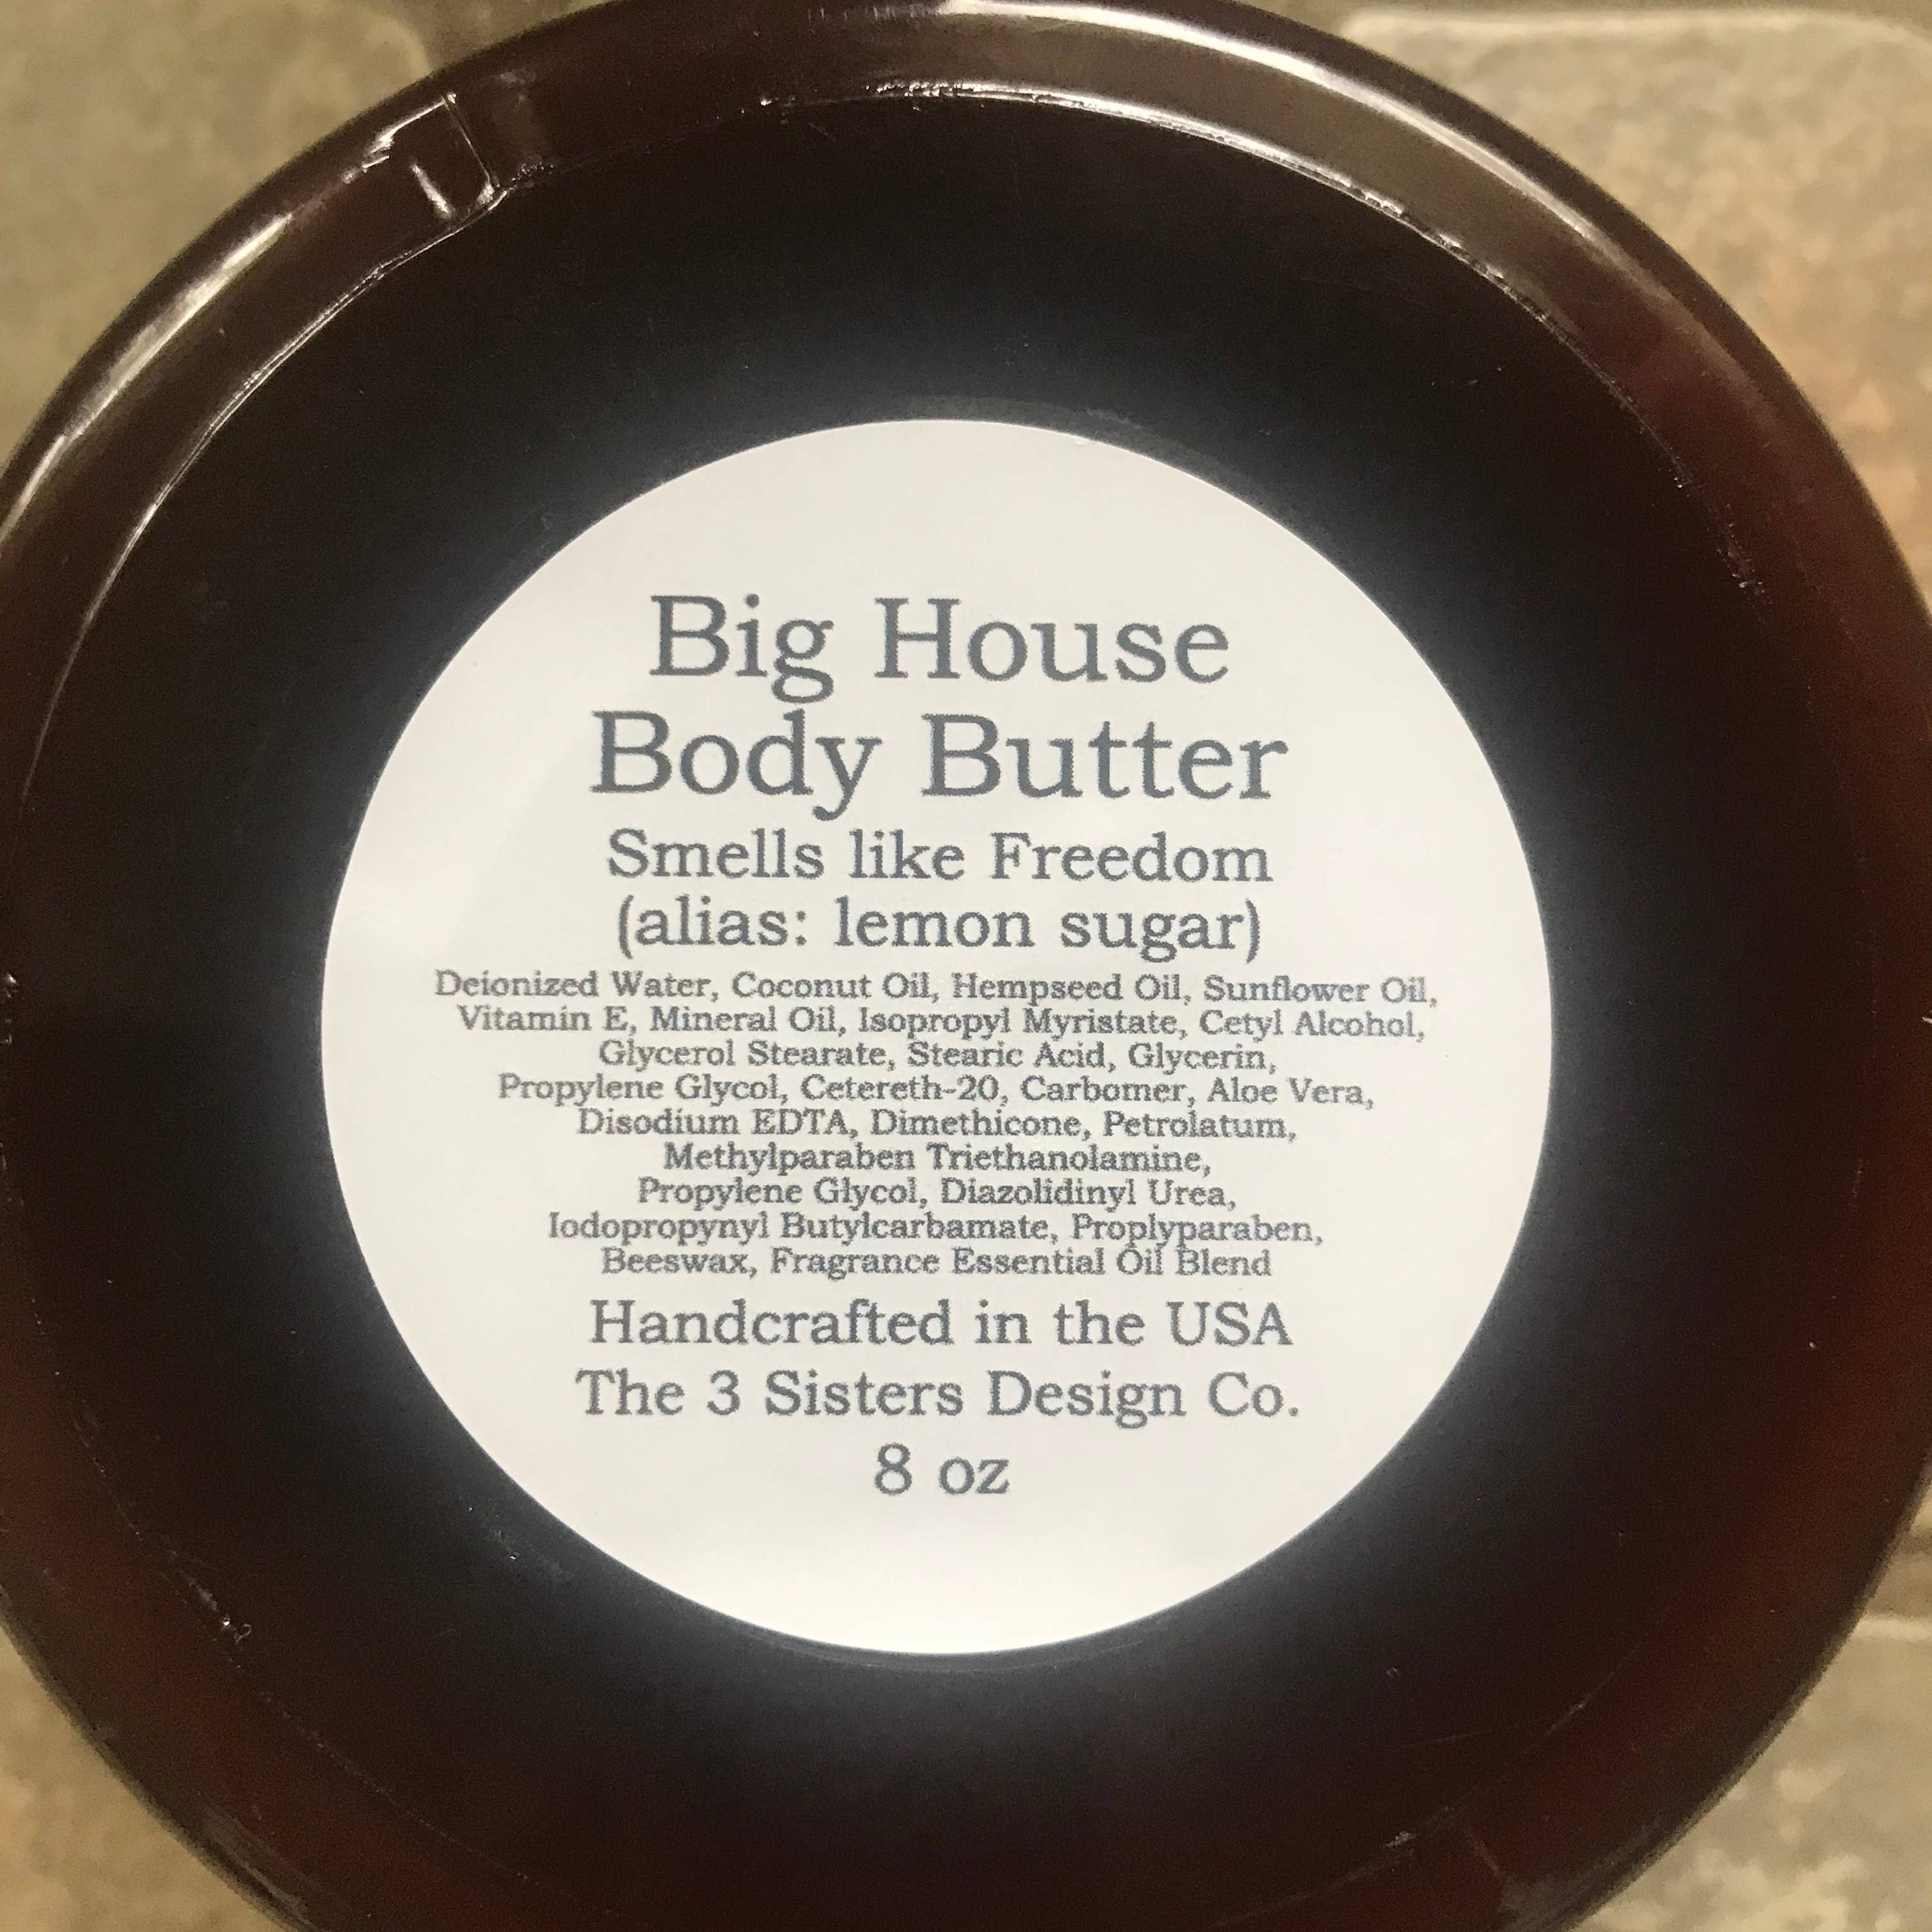 Big House
Body Butter
Smells like Freedom
(alias: lemon sugar)
Deionized Water, Coconut Oil, Hempseed Oil, Sunflower Oil,
Vitamin E, Mineral Oil, Isopropyl Myristate, Cetyl Alcohol,
Glycerol Stearate, Stearic Acid, Glycerin,
Propylene Glycol, Cetereth-20, Carbomer, Aloe Vera,
Disodium EDTA, Dimethicone, Petrolatum,
Methylparaben Triethanolamine,
Propylene Glycol, Diazolidinyl Urea,
Iodopropynyl Butylcarbamate, Proplyparaben,
Beeswax, Fragrance Essential Oil Blend
Handcrafted in the USA
The 3 Sisters Design Co.
8 oz